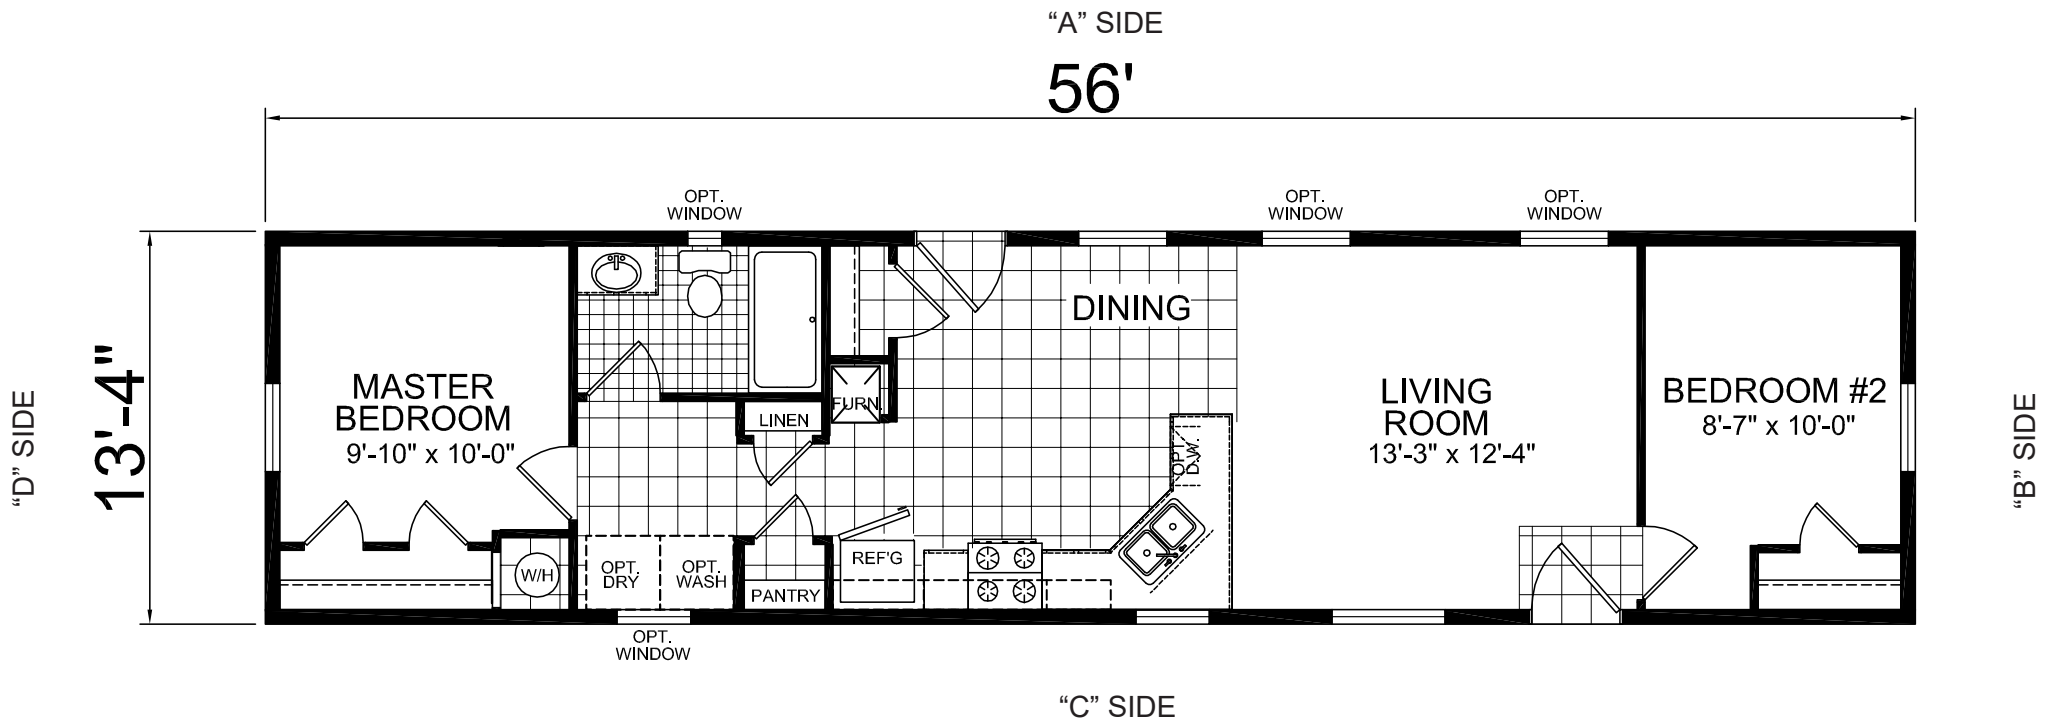 “A” SIDE
56'
OPT.
WINDOW
OPT.
WINDOW
OPT.
WINDOW
13'-4"
“D” SIDE
MASTER
BEDROOM
9'-10" x 10'-0"
W/H
OPT.
DRY
OPT.
WASH
LINEN
PANTRY
FURN.
REF'G
DINING
OPT.
D.W.
LIVING
ROOM
13'-3" x 12'-4"
BEDROOM #2
8'-7" x 10'-0"
“B” SIDE
OPT.
WINDOW
“C” SIDE